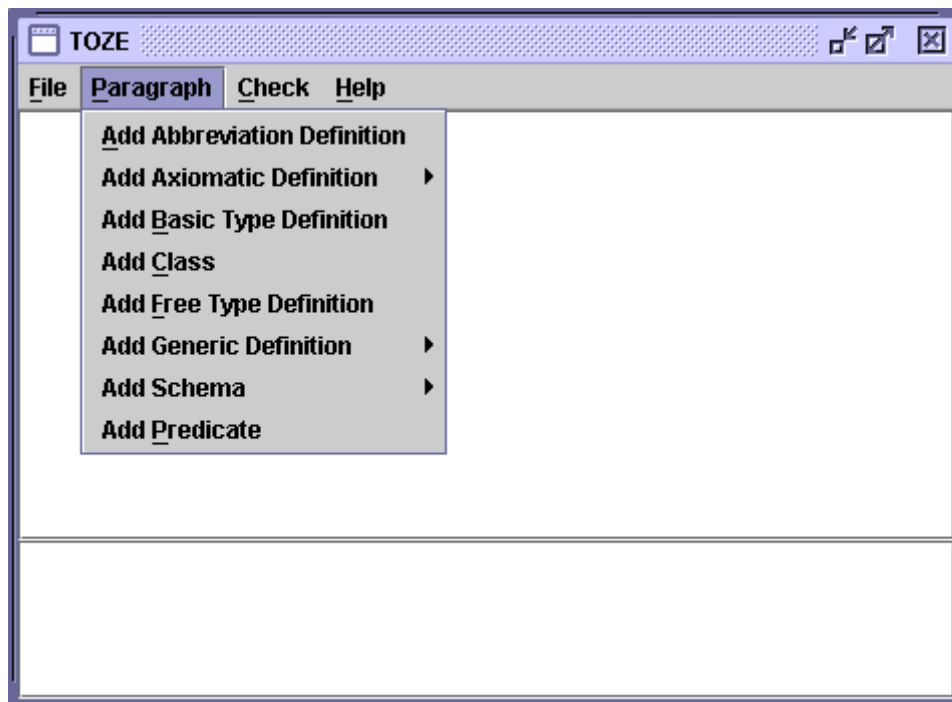 TOZE
File Paragraph Check Help
Add Abbreviation Definition
Add Axiomatic Definition
Add Basic Type Definition
Add Class
Add Free Type Definition
Add Generic Definition
Add Schema
Add Predicate